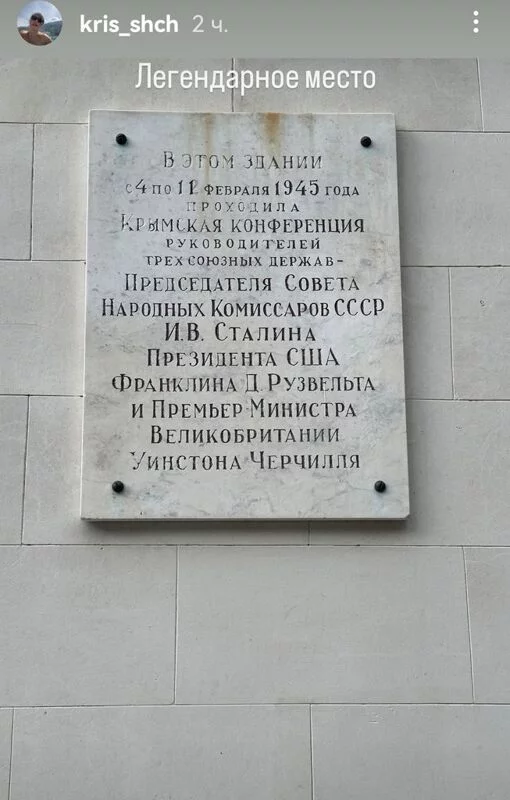 kris_shch 2 ч.
Легендарное место
В ЭТОМ ЗДАНИИ
С 4 ПО 11 ФЕВРАЛЯ 1945 ГОДА
ПРОХОДИЛА
КРЫМСКАЯ КОНФЕРЕНЦИЯ
РУКОВОДИТЕЛЕЙ
ТРЕХ СОЮЗНЫХ ДЕРЖАВ-
ПРЕДСЕДАТЕЛЯ СОВЕТА
НАРОДНЫХ КОМИССАРОВ СССР
И.В. СТАЛИНА
ПРЕЗИДЕНТА США
ФРАНКЛИНА Д. РУЗВЕЛЬТА
И ПРЕМЬЕР-МИНИСТРА
ВЕЛИКОБРИТАНИИ
УИНСТОНА ЧЕРЧИЛЛЯ